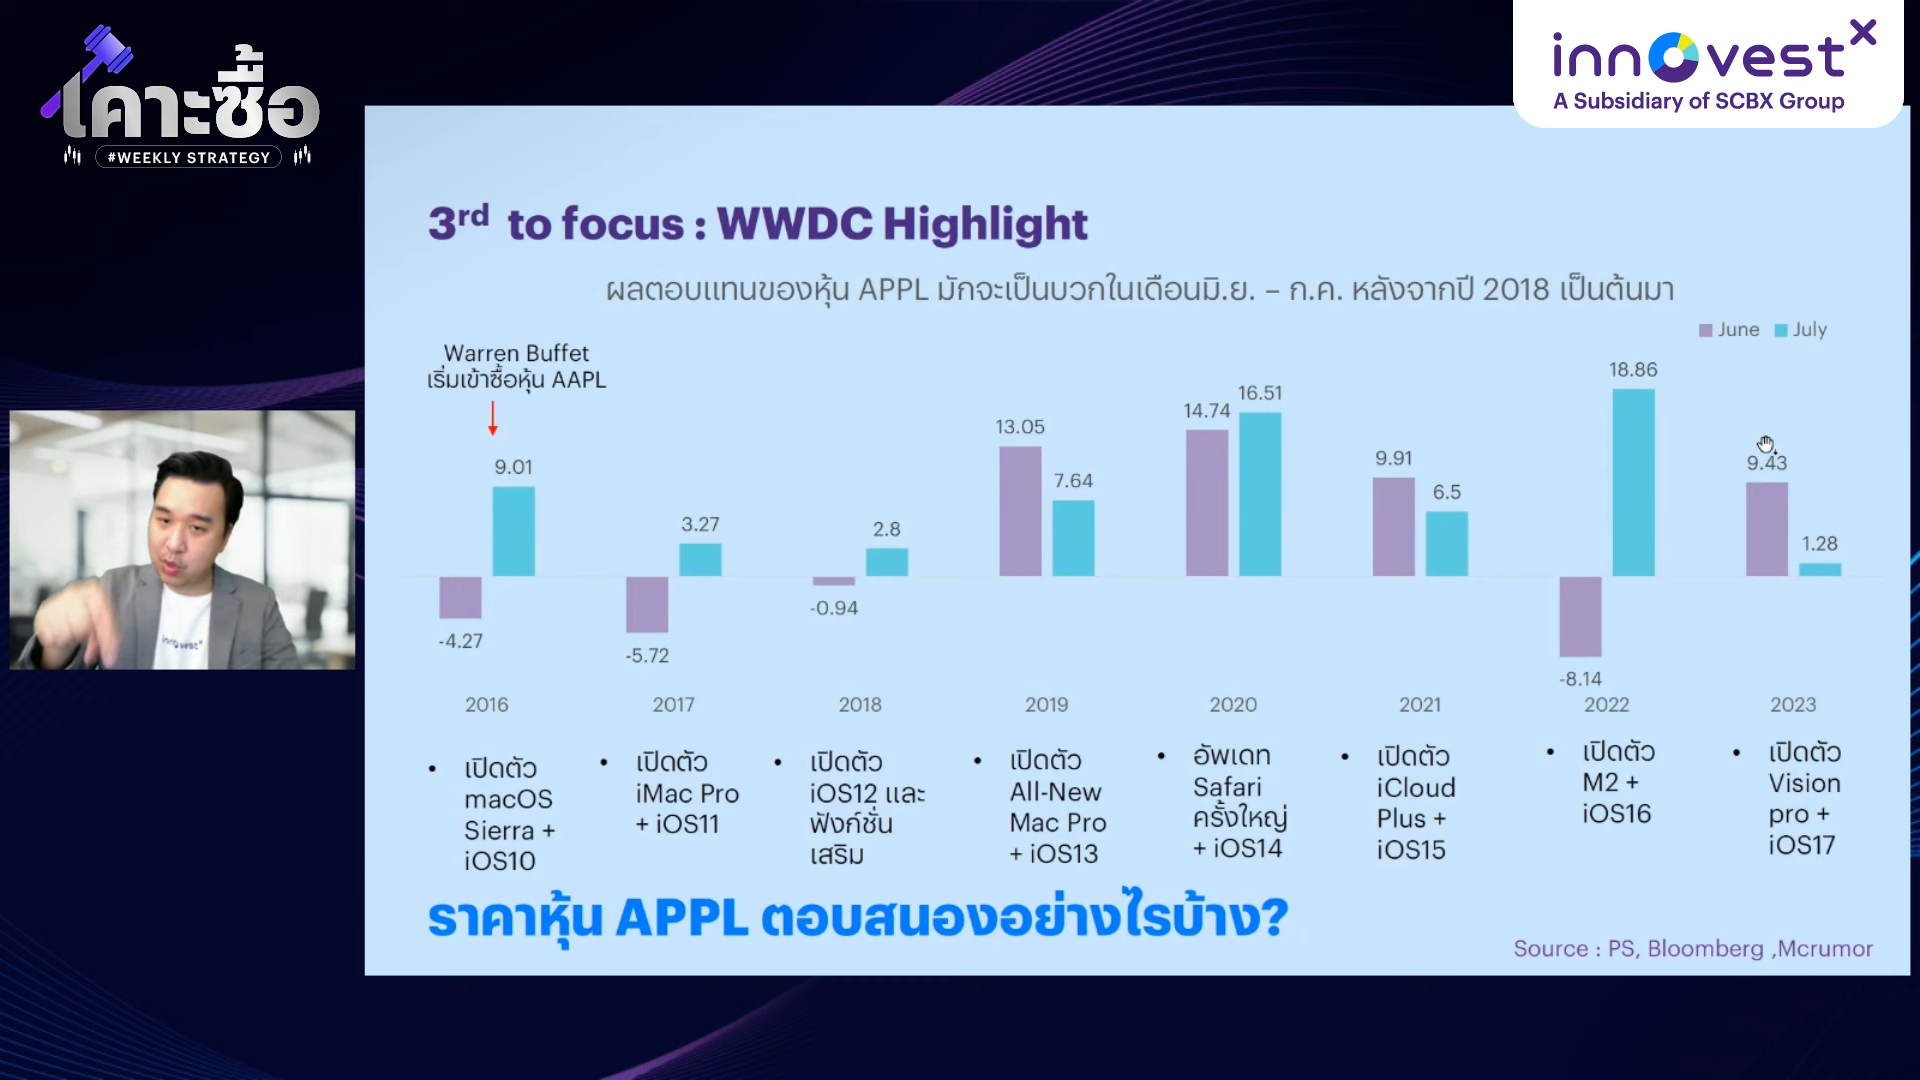 เคาะซื้อ
#WEEKLY STRATEGY
innovestX
A Subsidiary of SCBX Group
3rd to focus : WWDC Highlight
ผลตอบแทนของหุ้น APPL มักจะเป็นบวกในเดือนมิ.ย. – ก.ค. หลังจากปี 2018 เป็นต้นมา
June July
Warren Buffet
เริ่มเข้าซื้อหุ้น AAPL
-4.27 9.01
-5.72 3.27
-0.94 2.8
13.05 7.64
14.74 16.51
9.91 6.5
-8.14 18.86
9.43 1.28
2016 2017 2018 2019 2020 2021 2022 2023
• เปิดตัว
macOS
Sierra +
iOS10
• เปิดตัว
iMac Pro
+ iOS11
• เปิดตัว
iOS12 และ
ฟังก์ชั่น
เสริม
• เปิดตัว
All-New
Mac Pro
+ iOS13
• อัพเดท
Safari
ครั้งใหญ่
+ iOS14
• เปิดตัว
iCloud
Plus +
iOS15
• เปิดตัว
M2 +
iOS16
• เปิดตัว
Vision
pro +
iOS17
ราคาหุ้น APPL ตอบสนองอย่างไรบ้าง?
Source : PS, Bloomberg ,Mcrumor
innovestX